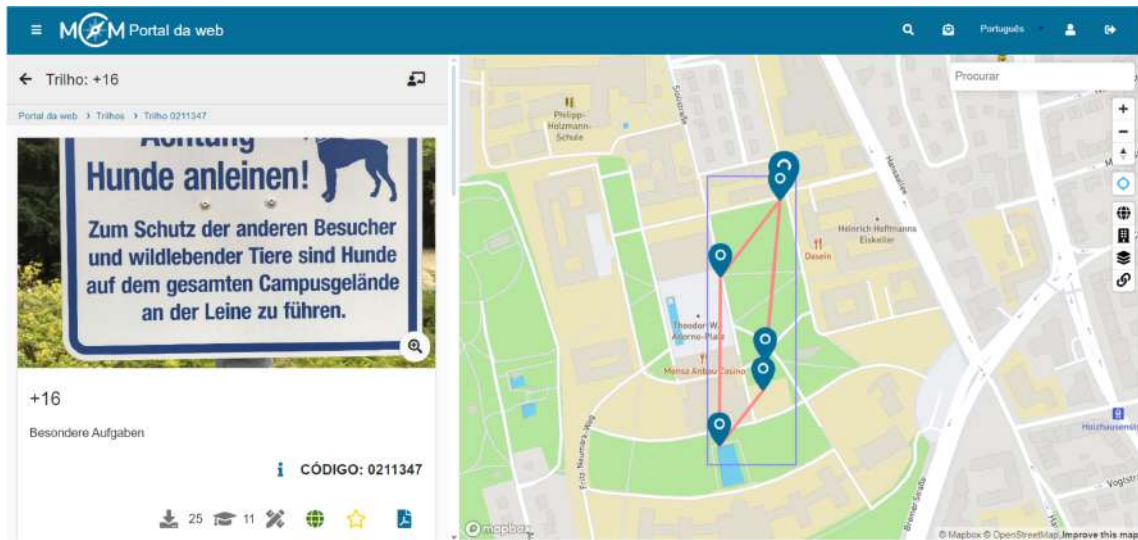 MCM Portal da web
Português
Trilho: +16
Portal da web > Trilhos > Trilho 0211347
Achtung
Hunde anleinen!
Zum Schutz der anderen Besucher
und wildlebender Tiere sind Hunde
auf dem gesamten Campusgelände
an der Leine zu führen.
+16
Besondere Aufgaben
CÓDIGO: 0211347
25
11
Procurar
Philipp-
Holzmann-
Schule
Siolistraße
Hansaallee
Heinrich Hoffmanns
Eiskeller
Dasein
Theodor-W.-
Adorno-Platz
Mensa Anbau Casino
Fritz-Neumark-Weg
Bremer Straße
mapbox
© Mapbox © OpenStreetMap Improve this map